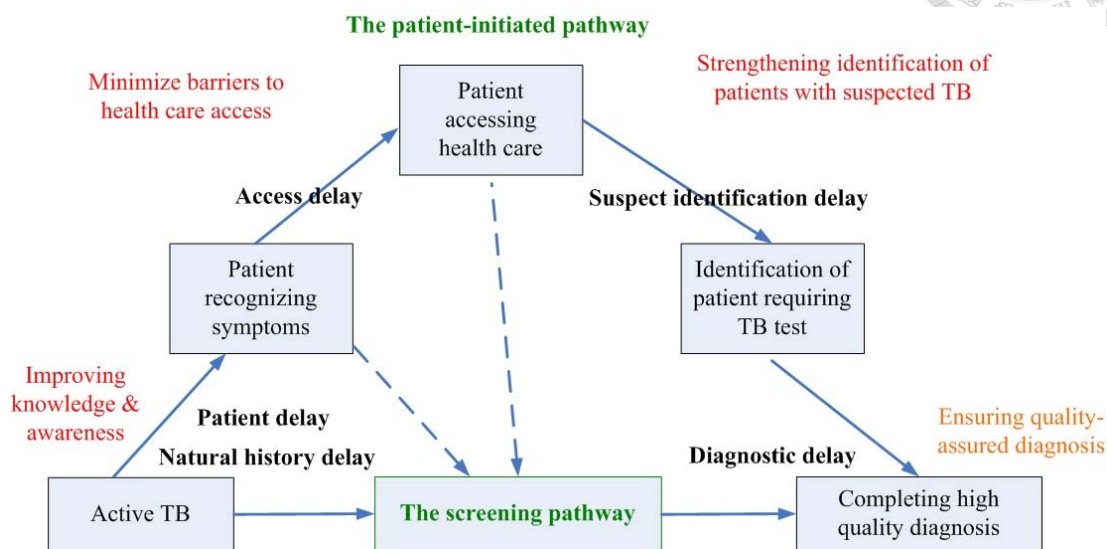 The patient-initiated pathway
Minimize barriers to
health care access
Strengthening identification of
patients with suspected TB
Patient
accessing
health care
Access delay
Suspect identification delay
Patient
recognizing
symptoms
Identification of
patient requiring
TB test
Improving
knowledge &
awareness
Patient delay
Natural history delay
Ensuring quality-
assured diagnosis
Diagnostic delay
Active TB
The screening pathway
Completing high
quality diagnosis